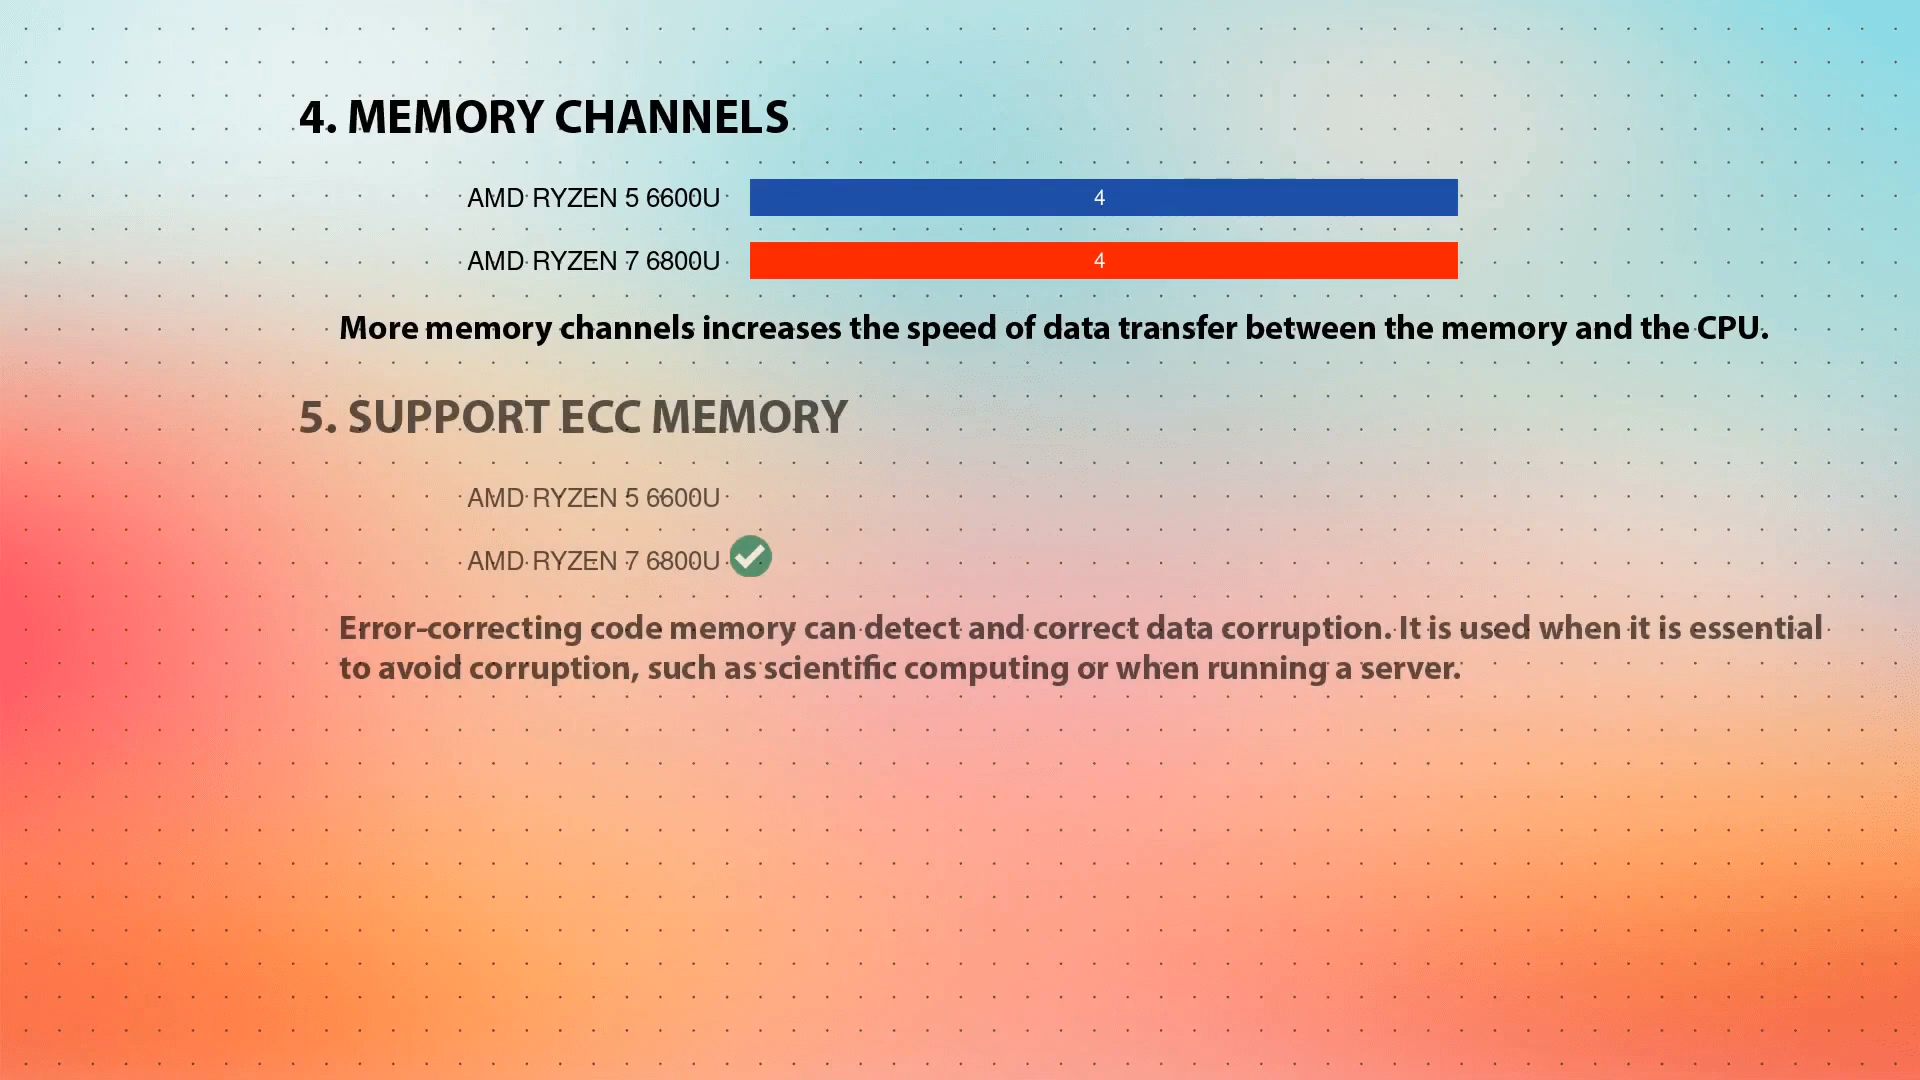 4. MEMORY CHANNELS
AMD RYZEN 5 6600U
4
AMD RYZEN 7 6800U
4
More memory channels increases the speed of data transfer between the memory and the CPU.
5. SUPPORT ECC MEMORY
AMD RYZEN 5 6600U
AMD RYZEN 7 6800U
Error-correcting code memory can detect and correct data corruption. It is used when it is essential
to avoid corruption, such as scientific computing or when running a server.